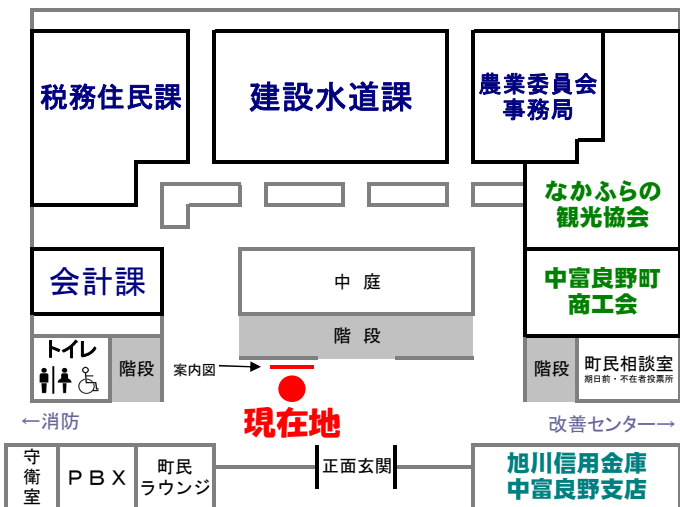 税務住民課
建設水道課
農業委員会
事務局
なかふらの
観光協会
会計課
中庭
中富良野町
商工会
トイレ
階段
案内図
階段
階段
町民相談室
期日前・不在者投票所
現在地
←消防
改善センター→
守衛室
PBX
町民
ラウンジ
正面玄関
旭川信用金庫
中富良野支店